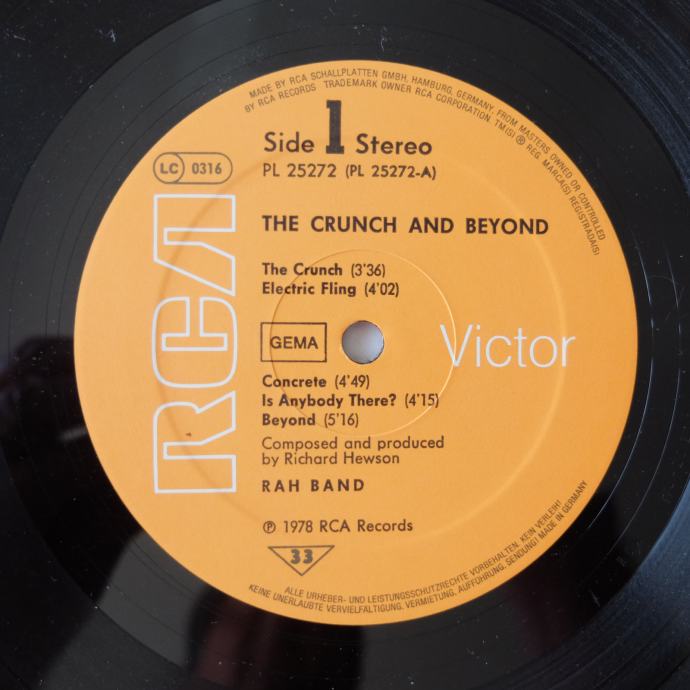 MADE BY RCA SCHALLPLATTEN GMBH, HAMBURG, GERMANY, FROM MASTERS OWNED OR CONTROLLED
BY RCA RECORDS TRADEMARK OWNER RCA CORPORATION. TM(S) ® REG. MARCA(S) REGISTRADA(S)
Side 1 Stereo
PL 25272 (PL 25272-A)
LC 0316
RCA
THE CRUNCH AND BEYOND
The Crunch (3'36)
Electric Fling (4'02)
GEMA
Victor
Concrete (4'49)
Is Anybody There? (4'15)
Beyond (5'16)
Composed and produced
by Richard Hewson
RAH BAND
℗ 1978 RCA Records
33
ALLE URHEBER- UND LEISTUNGSSCHUTZRECHTE VORBEHALTEN. KEIN VERLEIH!
KEINE UNERLAUBTE VERVIELFÄLTIGUNG, VERMIETUNG, AUFFÜHRUNG, SENDUNG! MADE IN GERMANY